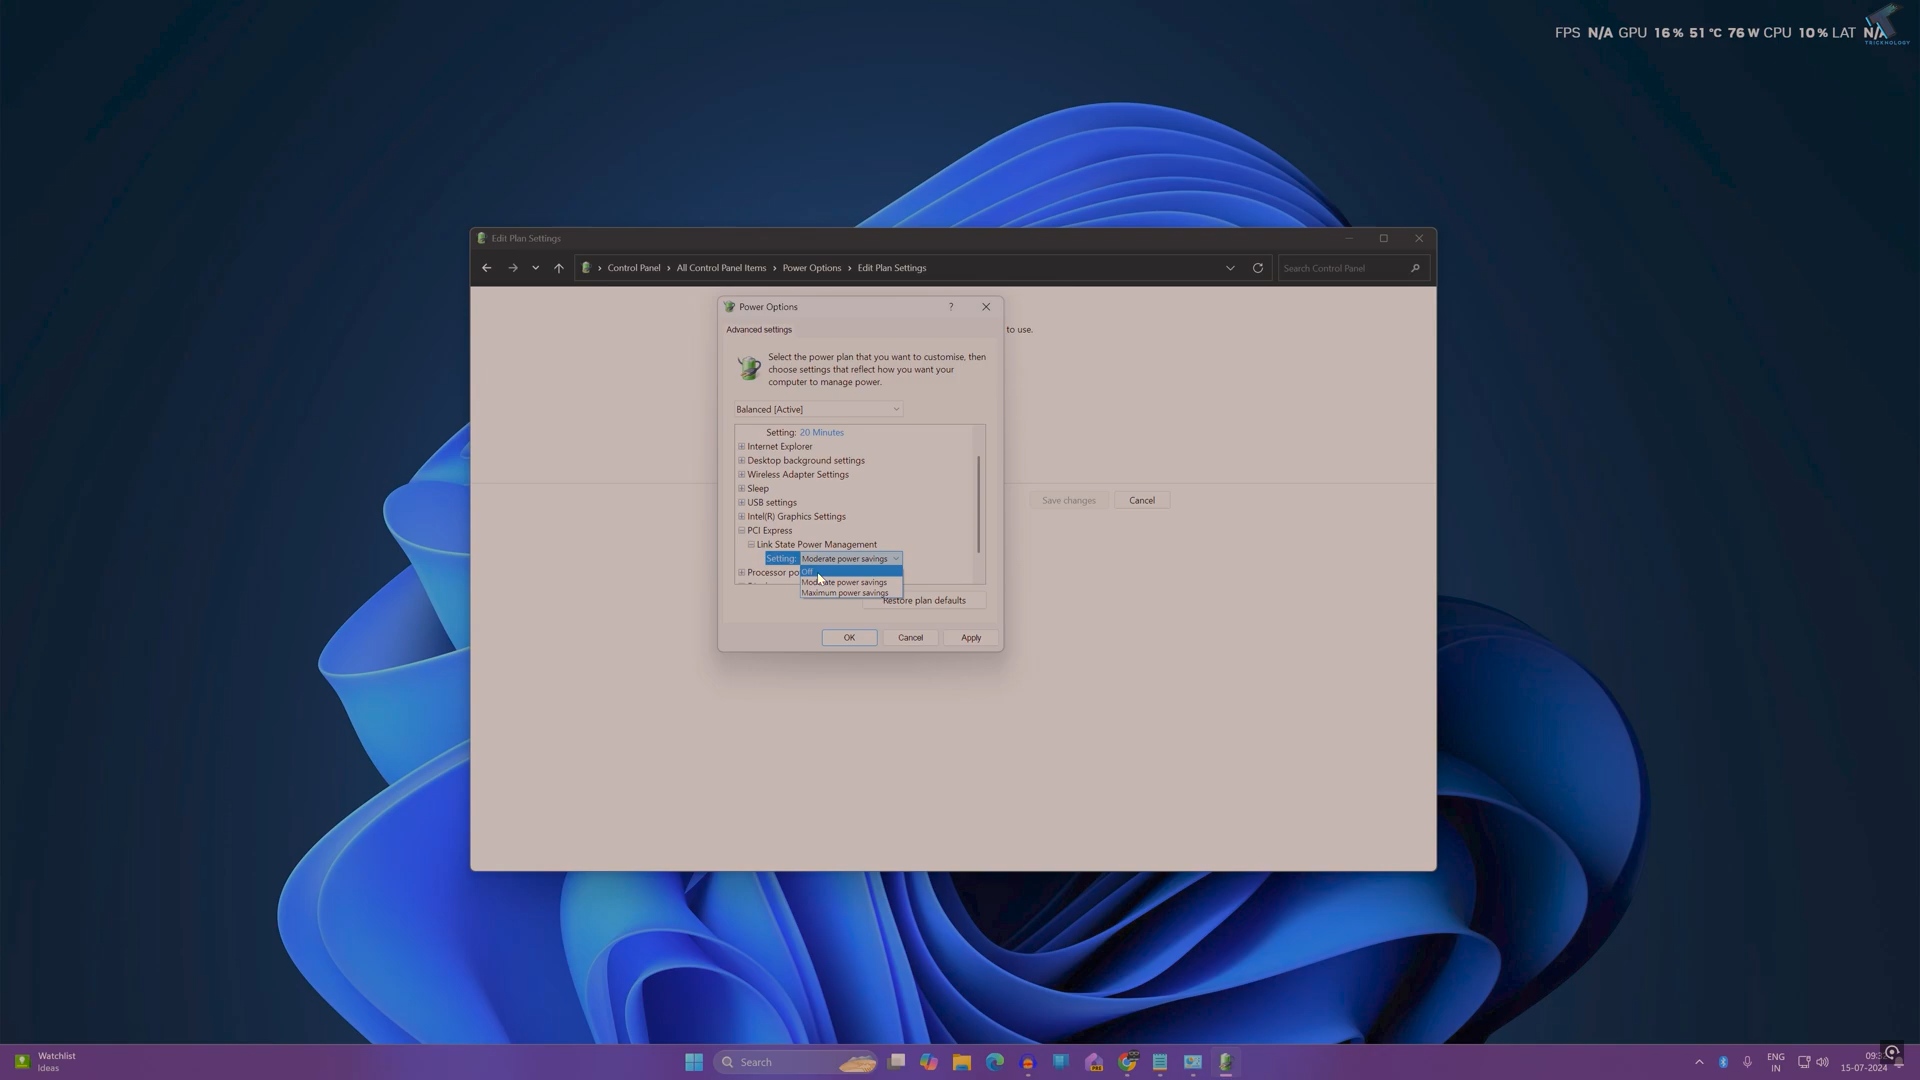 FPS N/A GPU 16% 51°C 76W CPU 10% LAT N/A
TRICKNOLOGY
Edit Plan Settings
Control Panel > All Control Panel Items > Power Options > Edit Plan Settings
Search Control Panel
Power Options
Advanced settings
to use.
Select the power plan that you want to customise, then
choose settings that reflect how you want your
computer to manage power.
Balanced [Active]
Setting: 20 Minutes
Internet Explorer
Desktop background settings
Wireless Adapter Settings
Sleep
USB settings
Save changes
Cancel
Intel(R) Graphics Settings
PCI Express
Link State Power Management
Setting: Moderate power savings
Off
Processor po
Moderate power savings
Maximum power savings
Restore plan defaults
OK
Cancel
Apply
Watchlist
Ideas
Search
ENG
IN
15-07-2024